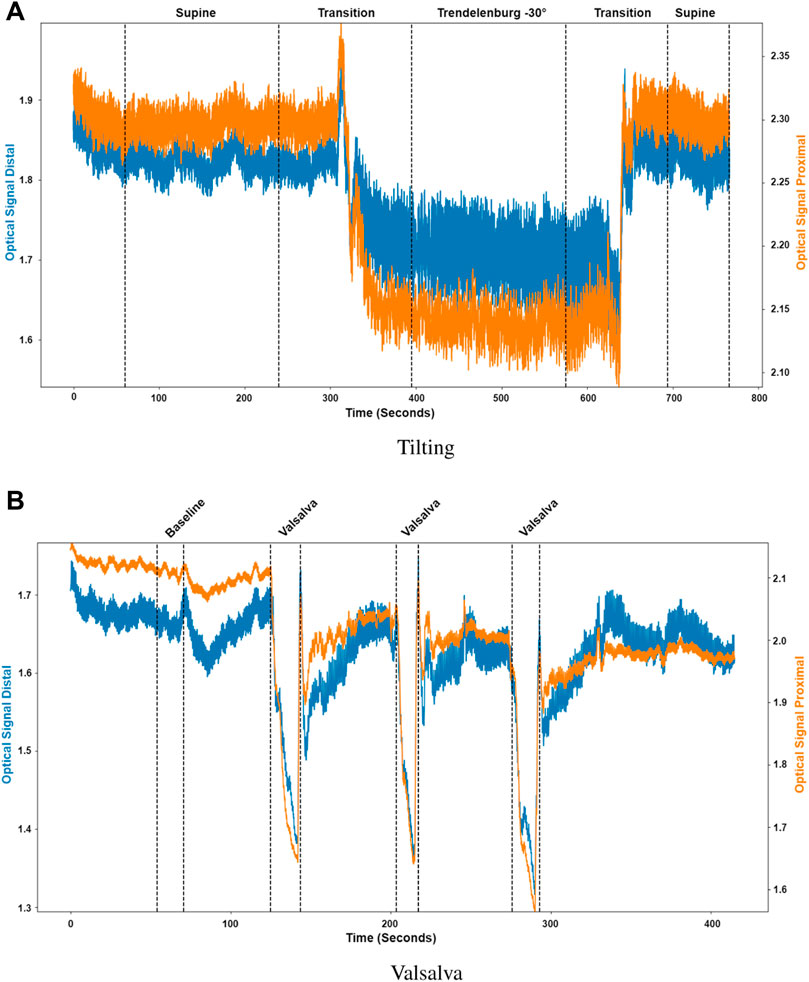 A
Supine Transition Trendelenburg -30° Transition Supine
Optical Signal Distal
1.9
1.8
1.7
1.6
2.35
2.30
2.25
2.20
2.15
2.10
Optical Signal Proximal
0 100 200 300 400 500 600 700 800
Time (Seconds)
Tilting
B
Baseline Valsalva Valsalva Valsalva
Optical Signal Distal
1.7
1.6
1.5
1.4
1.3
2.1
2.0
1.9
1.8
1.7
1.6
Optical Signal Proximal
0 100 200 300 400
Time (Seconds)
Valsalva